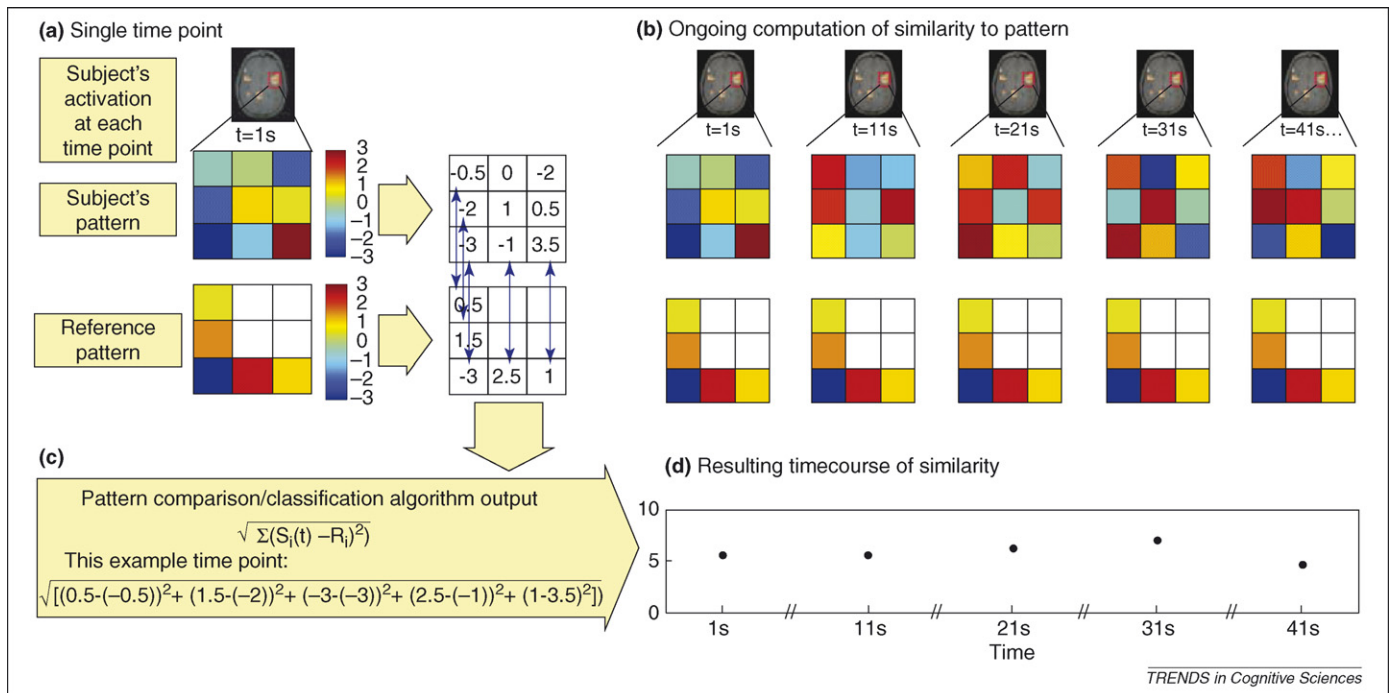 (a) Single time point
Subject's
activation
at each
time point
t=1s
Subject's
pattern
3
2
1
0
−1
−2
−3
-0.5 0 -2
-2 1 0.5
-3 -1 3.5
Reference
pattern
3
2
1
0
−1
−2
−3
0.5
1.5
-3 2.5 1
(b) Ongoing computation of similarity to pattern
t=1s t=11s t=21s t=31s t=41s...
(c)
Pattern comparison/classification algorithm output
√ Σ(Si(t) −Ri)²)
This example time point:
√[(0.5-(−0.5))²+ (1.5-(−2))²+ (−3-(−3))²+ (2.5-(−1))²+ (1-3.5)²])
(d) Resulting timecourse of similarity
10
5
0
1s 11s 21s 31s 41s
Time
TRENDS in Cognitive Sciences